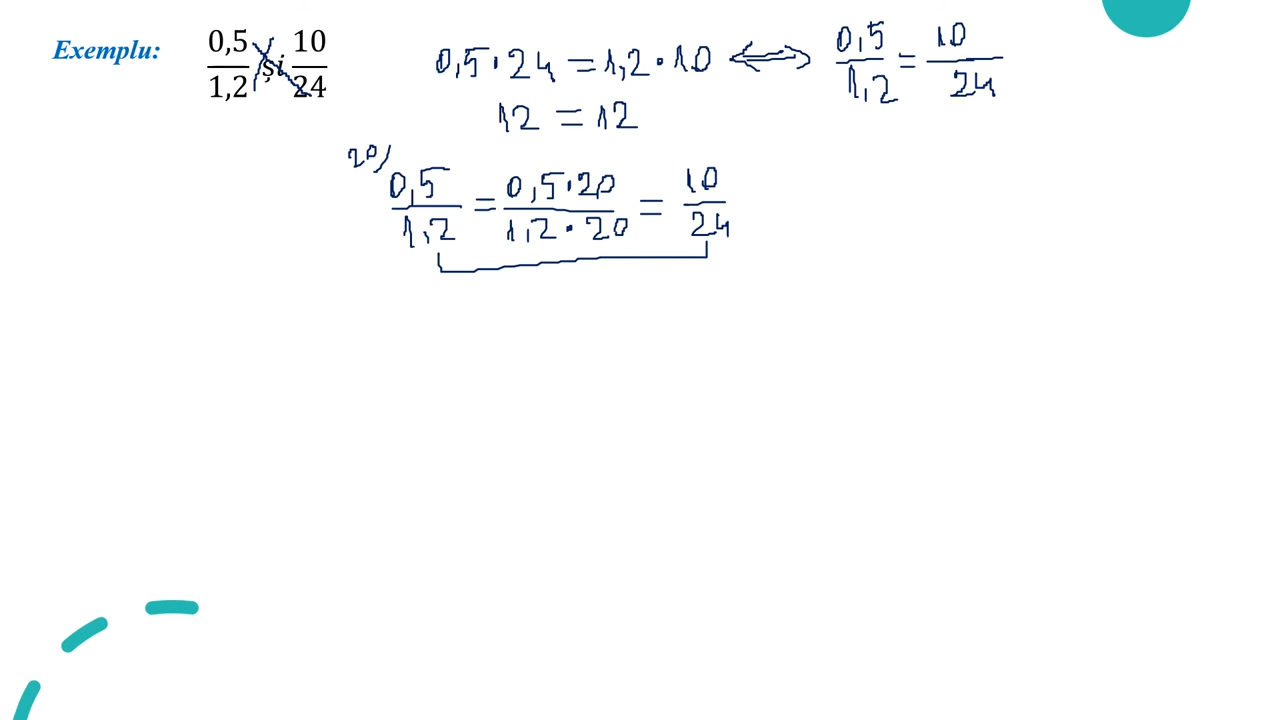 Exemplu: 0,5/1,2 și 10/24
0,5 · 24 = 1,2 · 10 ⟺ 0,5/1,2 = 10/24
12 = 12
20/ 0,5/1,2 = 0,5·20/1,2·20 = 10/24